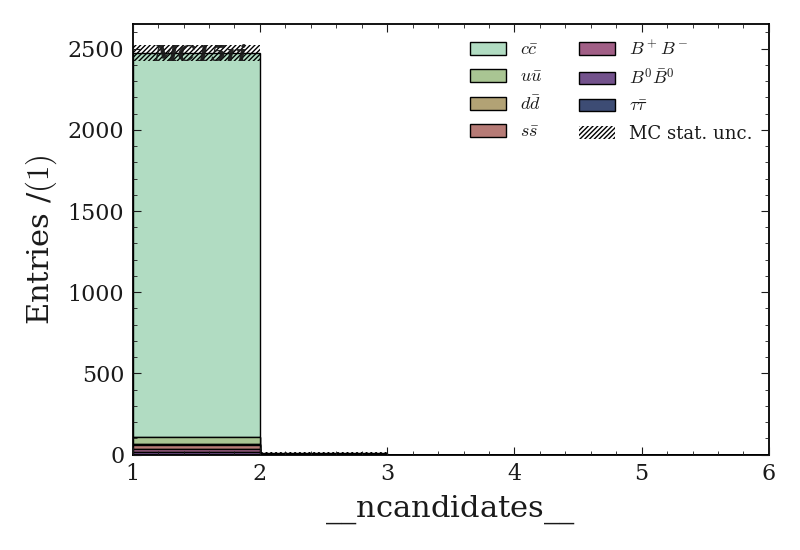 MC15ri
cc̄
uū
dd̄
ss̄
B⁺B⁻
B⁰B̄⁰
ττ̄
MC stat. unc.
Entries /(1)
2500
2000
1500
1000
500
0
1 2 3 4 5 6
__ncandidates__